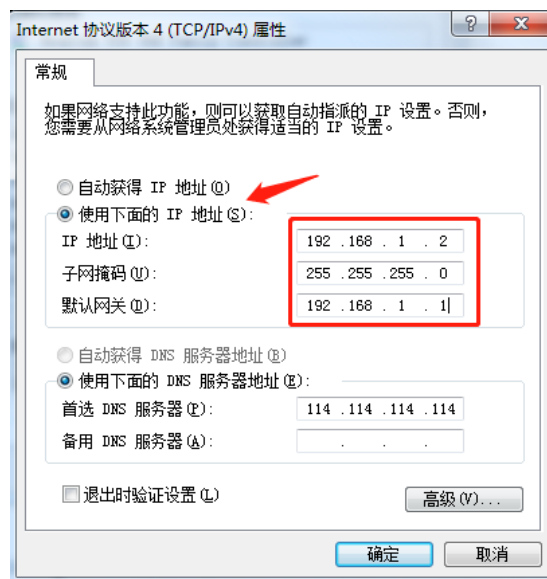 Internet 协议版本 4 (TCP/IPv4) 属性
常规
如果网络支持此功能，则可以获取自动指派的 IP 设置。否则，
您需要从网络系统管理员处获得适当的 IP 设置。
自动获得 IP 地址(O)
使用下面的 IP 地址(S):
IP 地址(I): 192 .168 . 1 . 2
子网掩码(U): 255 .255 .255 . 0
默认网关(D): 192 .168 . 1 . 1
自动获得 DNS 服务器地址(B)
使用下面的 DNS 服务器地址(E):
首选 DNS 服务器(P): 114 .114 .114 .114
备用 DNS 服务器(A): . . .
退出时验证设置(L)
高级(V)...
确定 取消